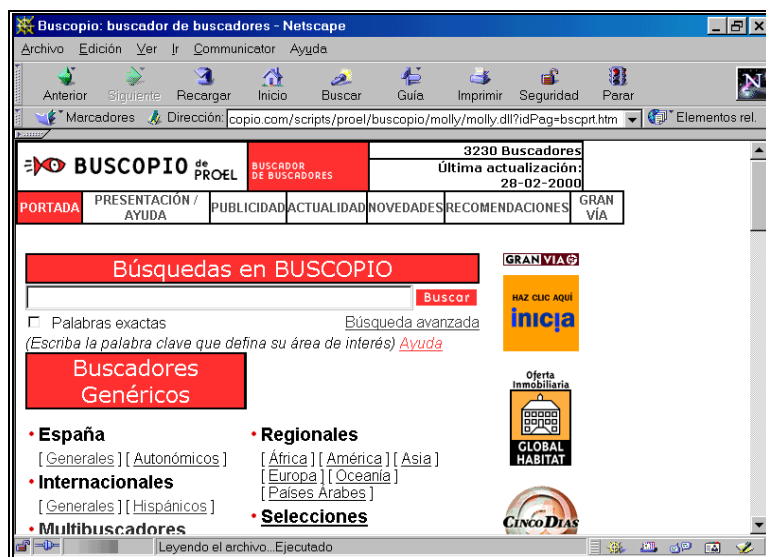 Buscopio: buscador de buscadores - Netscape
Archivo Edición Ver Ir Communicator Ayuda
Anterior Siguiente Recargar Inicio Buscar Guía Imprimir Seguridad Parar
Marcadores Dirección: copio.com/scripts/proel/buscopio/molly/molly.dll?idPag=bscprt.htm Elementos rel.
BUSCOPIO de PROEL
BUSCADOR DE BUSCADORES
3230 Buscadores
Última actualización:
28-02-2000
PORTADA PRESENTACIÓN / AYUDA PUBLICIDAD ACTUALIDAD NOVEDADES RECOMENDACIONES GRAN VÍA
Búsquedas en BUSCOPIO
Buscar
Palabras exactas Búsqueda avanzada
(Escriba la palabra clave que defina su área de interés) Ayuda
GRAN VIA
HAZ CLIC AQUÍ
inicia
Buscadores
Genéricos
Oferta
Inmobiliaria
GLOBAL
HABITAT
• España
[ Generales ] [ Autonómicos ]
• Internacionales
[ Generales ] [ Hispánicos ]
• Multibuscadores
• Regionales
[ África ] [ América ] [ Asia ]
[ Europa ] [ Oceanía ]
[ Países Árabes ]
• Selecciones
CINCO DIAS
Leyendo el archivo...Ejecutado